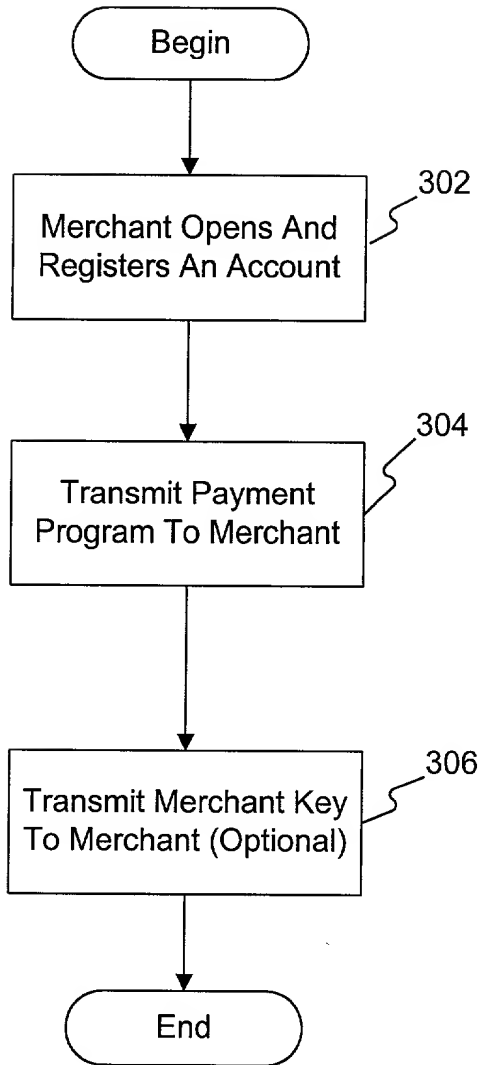 Begin
302
Merchant Opens And
Registers An Account
304
Transmit Payment
Program To Merchant
306
Transmit Merchant Key
To Merchant (Optional)
End